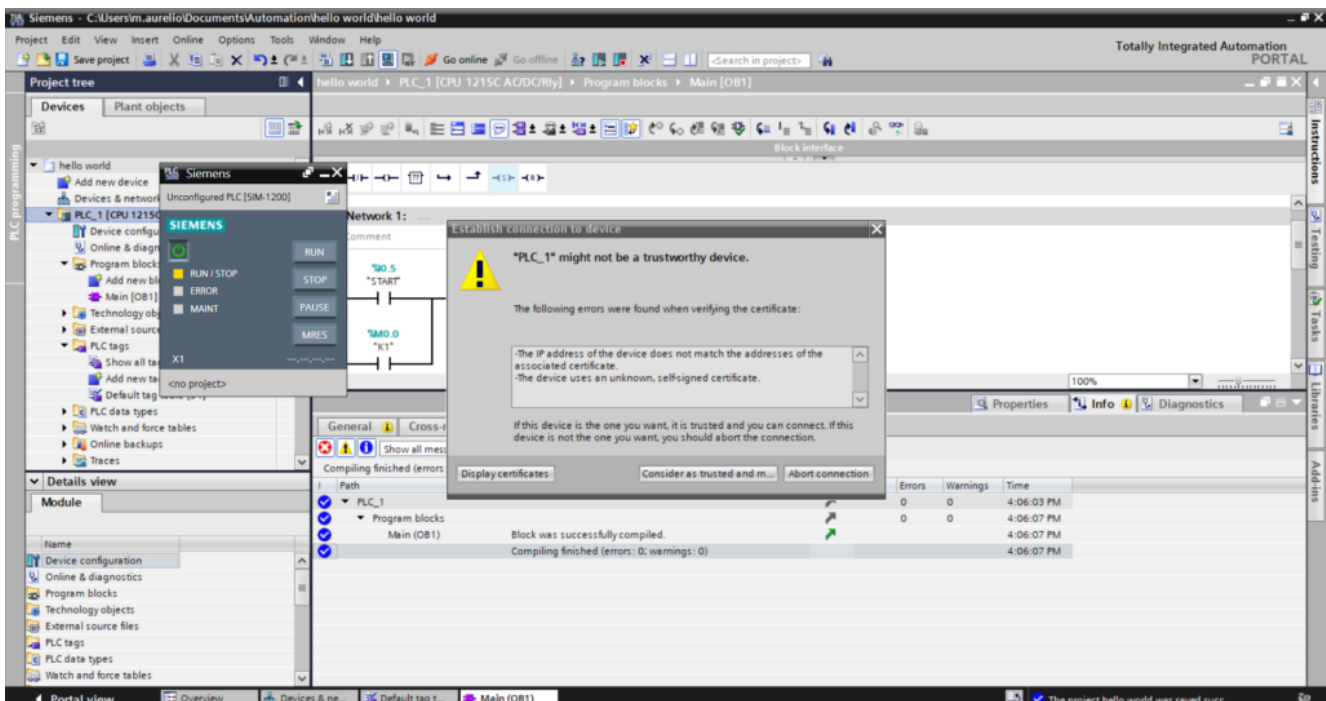 Siemens - C:\Users\m.aurelio\Documents\Automation\hello world\hello world
Project Edit View Insert Online Options Tools Window Help
Totally Integrated Automation
PORTAL
Save project
Go online
Go offline
<Search in project>
Project tree
hello world ▸ PLC_1 [CPU 1215C AC/DC/Rly] ▸ Program blocks ▸ Main [OB1]
Devices
Plant objects
PLC programming
Block interface
hello world
Add new device
Devices & network
PLC_1 [CPU 1215C
Device configu
Online & diagn
Program block
Add new bl
Main [OB1]
Technology obj
External source
PLC tags
Show all ta
Add new ta
Default tag
PLC data types
Watch and force tables
Online backups
Traces
Siemens
Unconfigured PLC [SIM-1200]
SIEMENS
RUN
RUN / STOP
STOP
ERROR
MAINT
PAUSE
MRES
X1
<no project>
Network 1:
omment
%I0.5
"START"
%M0.0
"K1"
Establish connection to device
"PLC_1" might not be a trustworthy device.
The following errors were found when verifying the certificate:
-The IP address of the device does not match the addresses of the
associated certificate.
-The device uses an unknown, self-signed certificate.
If this device is the one you want, it is trusted and you can connect. If this
device is not the one you want, you should abort the connection.
Display certificates
Consider as trusted and m...
Abort connection
100%
Properties
Info
Diagnostics
General
Cross-r
Show all mess
Compiling finished (errors:
! Path Errors Warnings Time
PLC_1 0 0 4:06:03 PM
Program blocks 0 0 4:06:07 PM
Main (OB1) Block was successfully compiled. 4:06:07 PM
Compiling finished (errors: 0; warnings: 0) 4:06:07 PM
Details view
Module
Name
Device configuration
Online & diagnostics
Program blocks
Technology objects
External source files
PLC tags
PLC data types
Watch and force tables
Instructions
Testing
Tasks
Libraries
Add-ins
Portal view
Overview
Devices & ne...
Default tag t...
Main (OB1)
The project hello world was saved succ...